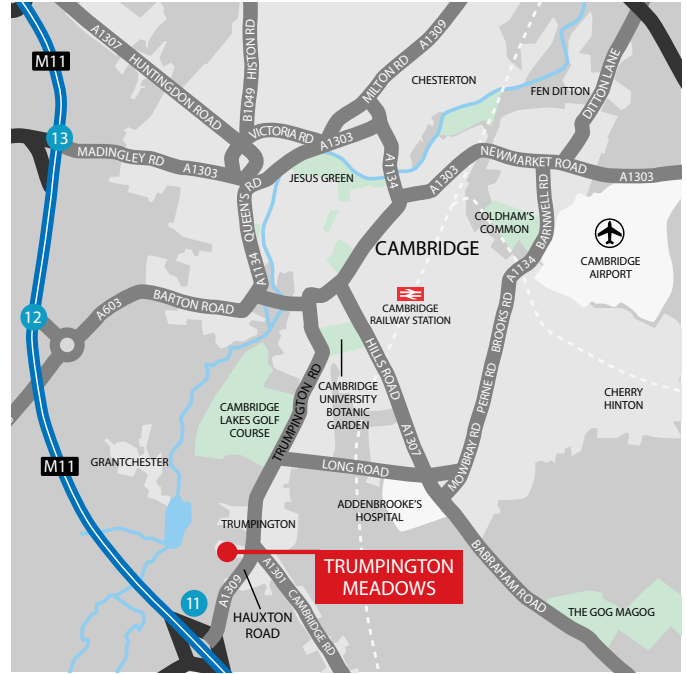 A1307
HUNTINGDON ROAD
B1049
HISTON RD
MILTON RD
A1309
M11
CHESTERTON
FEN DITTON
DITTON LANE
13
MADINGLEY RD
A1303
VICTORIA RD
A1303
A1134
NEWMARKET ROAD
A1303
A1303
JESUS GREEN
QUEEN'S RD
A1134
COLDHAM'S
COMMON
BARNWELL RD
A1134
CAMBRIDGE
CAMBRIDGE
AIRPORT
12
A603
BARTON ROAD
CAMBRIDGE
RAILWAY STATION
BROOKS RD
PERNE RD
MOWBRAY RD
HILLS ROAD
A1307
TRUMPINGTON RD
CAMBRIDGE
UNIVERSITY
BOTANIC
GARDEN
CHERRY
HINTON
CAMBRIDGE
LAKES GOLF
COURSE
M11
GRANTCHESTER
LONG ROAD
ADDENBROOKE'S
HOSPITAL
TRUMPINGTON
BABRAHAM ROAD
TRUMPINGTON
MEADOWS
11
A1309
HAUXTON
ROAD
A1301
CAMBRIDGE RD
THE GOG MAGOG